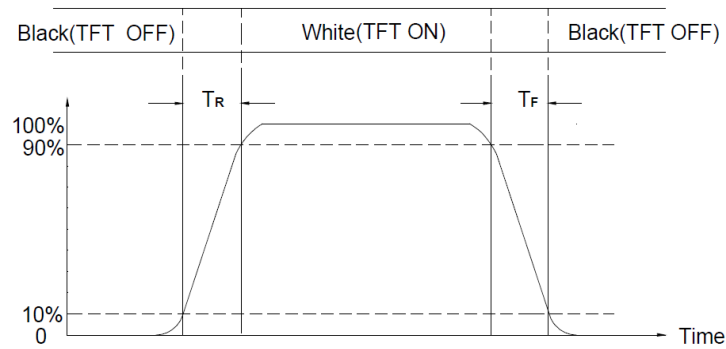 Black(TFT OFF) White(TFT ON) Black(TFT OFF)
TR TF
100%
90%
10%
0
Time